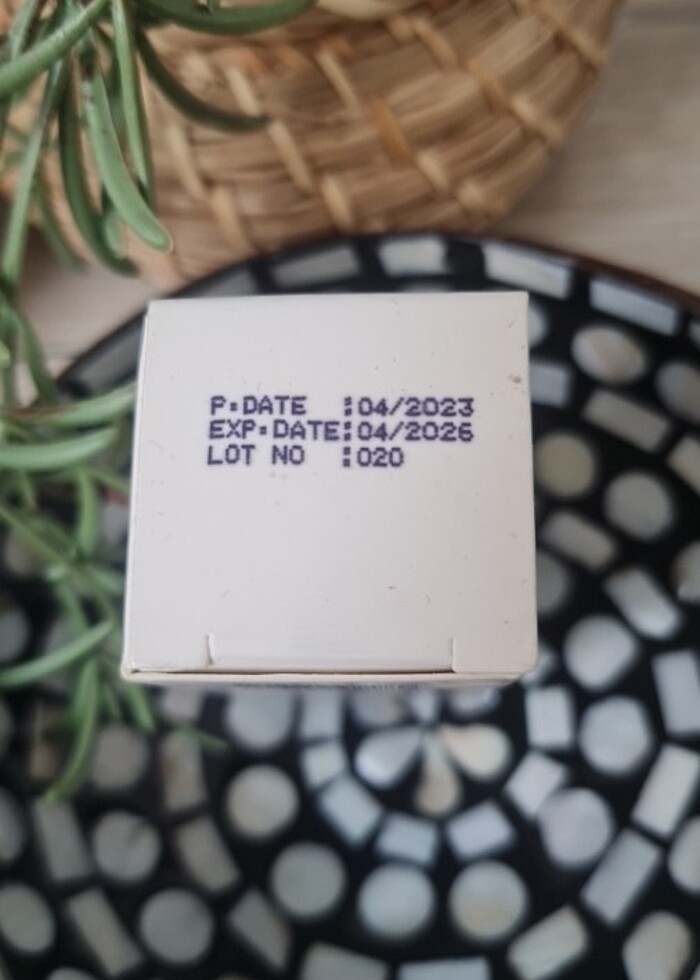 P:DATE :04/2023
EXP:DATE:04/2026
LOT NO :020